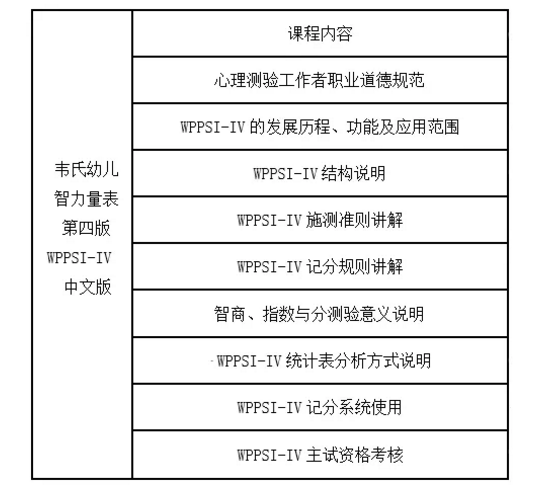 韦氏幼儿
智力量表
第四版
WPPSI-IV
中文版
课程内容
心理测验工作者职业道德规范
WPPSI-IV 的发展历程、功能及应用范围
WPPSI-IV 结构说明
WPPSI-IV 施测准则讲解
WPPSI-IV 记分规则讲解
智商、指数与分测验意义说明
WPPSI-IV 统计表分析方式说明
WPPSI-IV 记分系统使用
WPPSI-IV 主试资格考核